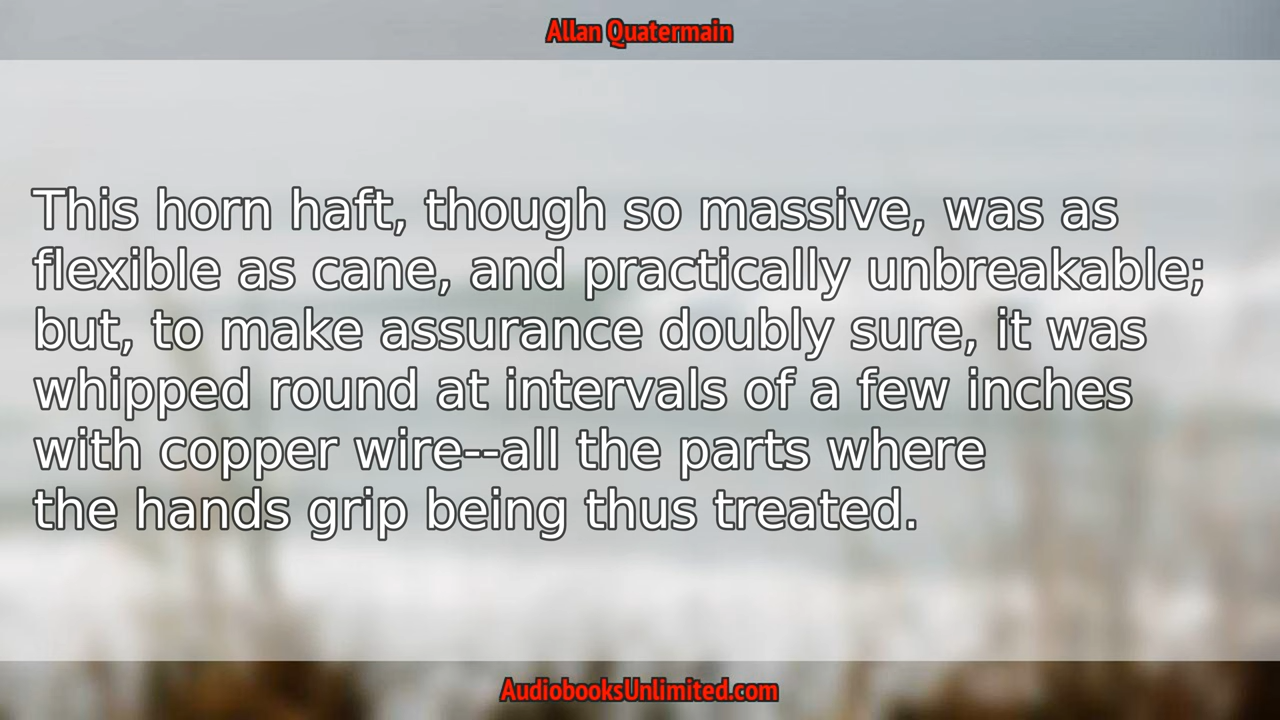 Allan Quatermain
This horn haft, though so massive, was as
flexible as cane, and practically unbreakable;
but, to make assurance doubly sure, it was
whipped round at intervals of a few inches
with copper wire--all the parts where
the hands grip being thus treated.
AudiobooksUnlimited.com